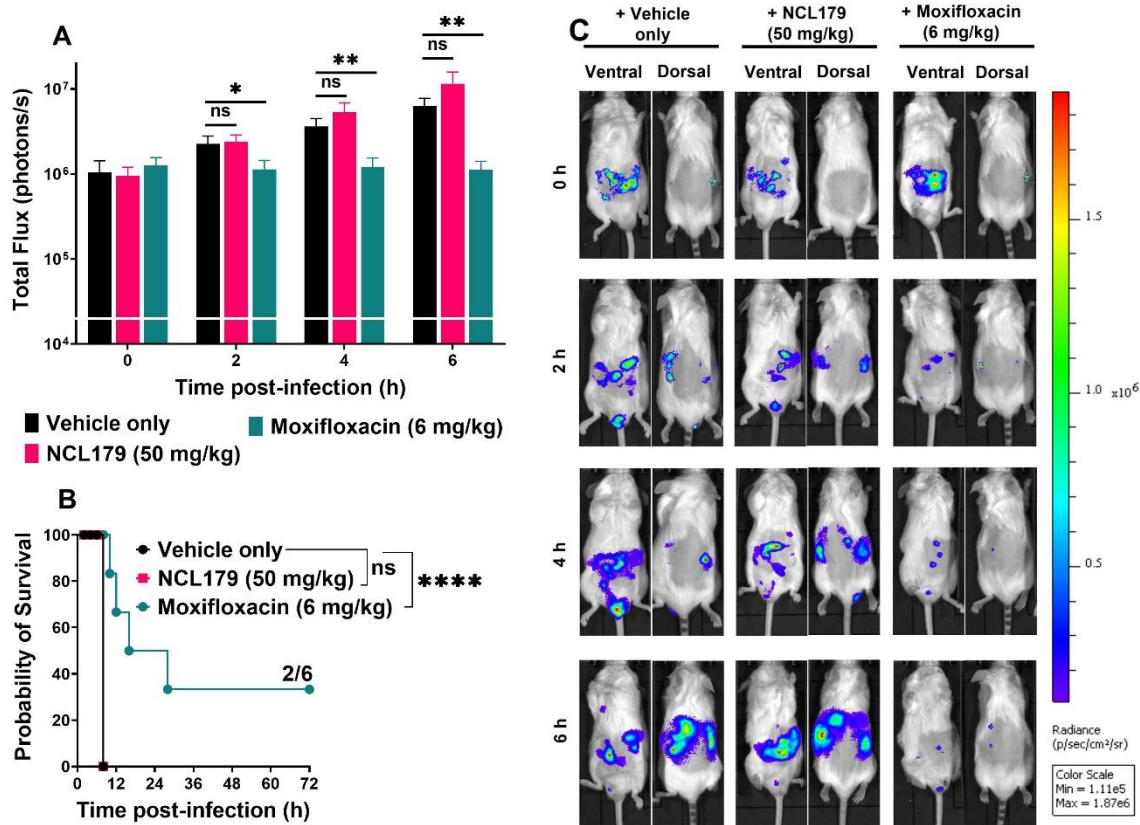 A
Total Flux (photons/s)
10⁷
10⁶
10⁵
10⁴
ns
*
ns
**
ns
**
0
2
4
6
Time post-infection (h)
Vehicle only
NCL179 (50 mg/kg)
Moxifloxacin (6 mg/kg)
B
Probability of Survival
100
80
60
40
20
0
Vehicle only
NCL179 (50 mg/kg)
Moxifloxacin (6 mg/kg)
ns
****
2/6
0 12 24 36 48 60 72
Time post-infection (h)
C
+ Vehicle
only
+ NCL179
(50 mg/kg)
+ Moxifloxacin
(6 mg/kg)
Ventral Dorsal
Ventral Dorsal
Ventral Dorsal
0 h
2 h
4 h
6 h
1.5
1.0
x10⁶
0.5
Radiance
(p/sec/cm²/sr)
Color Scale
Min = 1.11e5
Max = 1.87e6